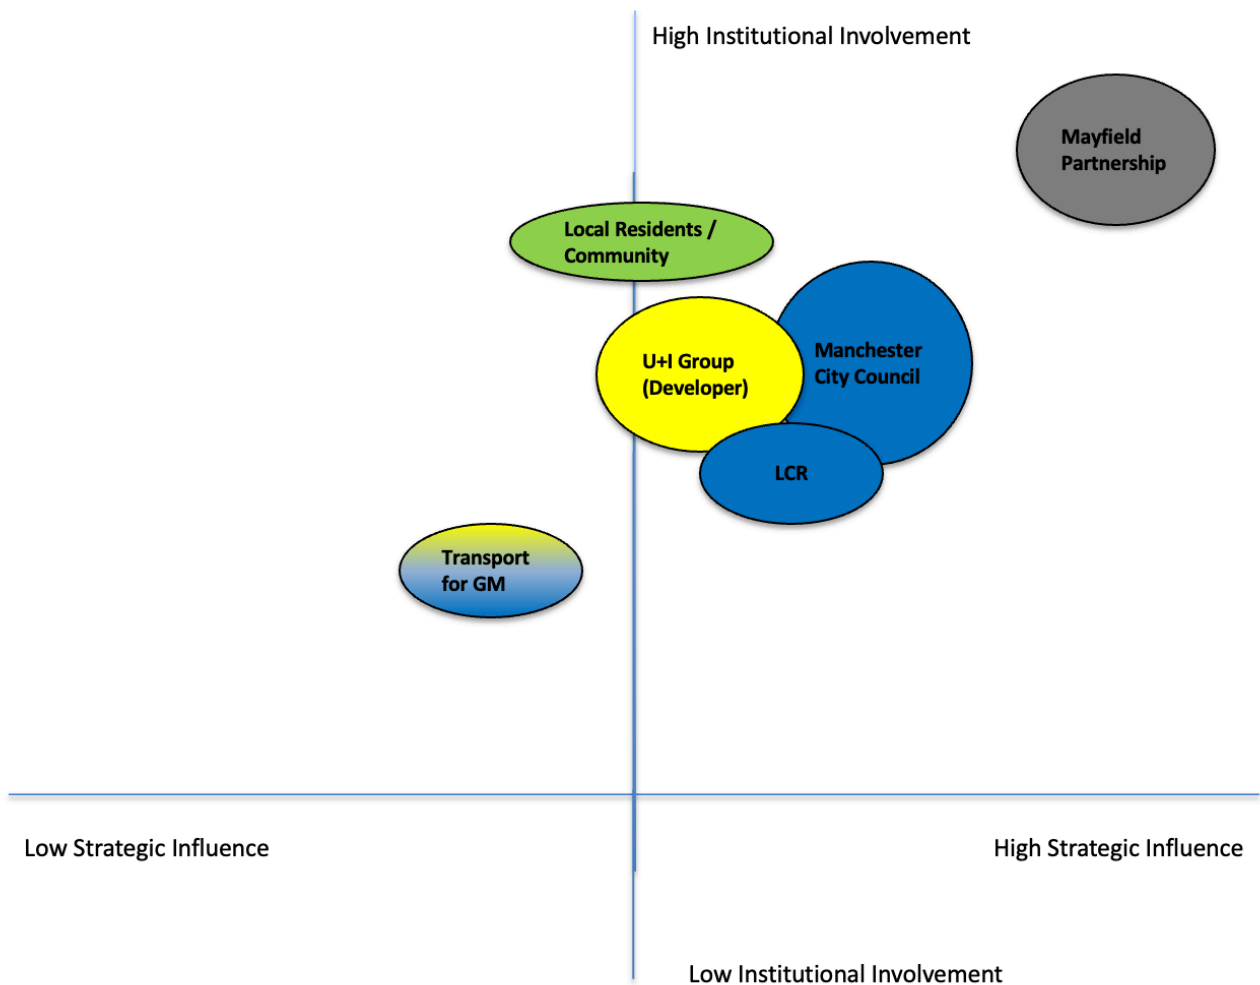 High Institutional Involvement
Mayfield
Partnership
Local Residents /
Community
U+I Group
(Developer)
Manchester
City Council
LCR
Transport
for GM
Low Strategic Influence
High Strategic Influence
Low Institutional Involvement